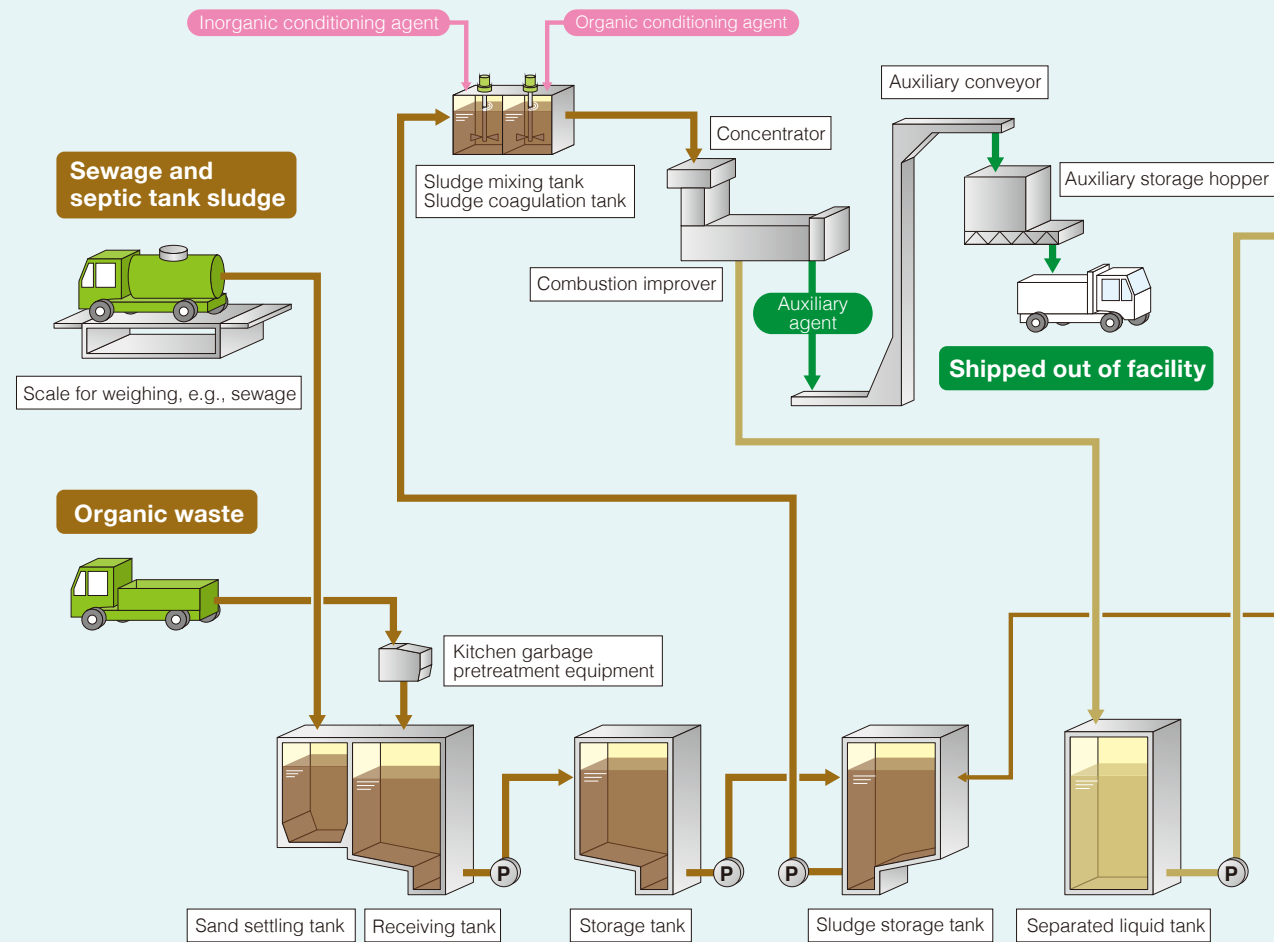 Inorganic conditioning agent
Organic conditioning agent
Auxiliary conveyor
Concentrator
Sewage and
septic tank sludge
Sludge mixing tank
Sludge coagulation tank
Auxiliary storage hopper
Combustion improver
Auxiliary
agent
Shipped out of facility
Scale for weighing, e.g., sewage
Organic waste
Kitchen garbage
pretreatment equipment
P
P
P
P
Sand settling tank
Receiving tank
Storage tank
Sludge storage tank
Separated liquid tank